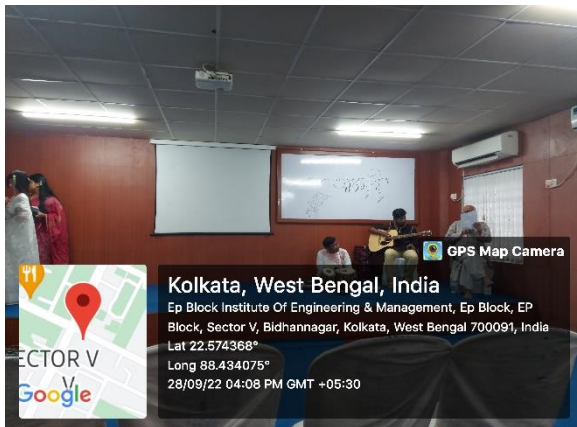 GPS Map Camera
Kolkata, West Bengal, India
Ep Block Institute Of Engineering & Management, Ep Block, EP
Block, Sector V, Bidhannagar, Kolkata, West Bengal 700091, India
Lat 22.574368°
Long 88.434075°
28/09/22 04:08 PM GMT +05:30
ECTOR V
V
Google